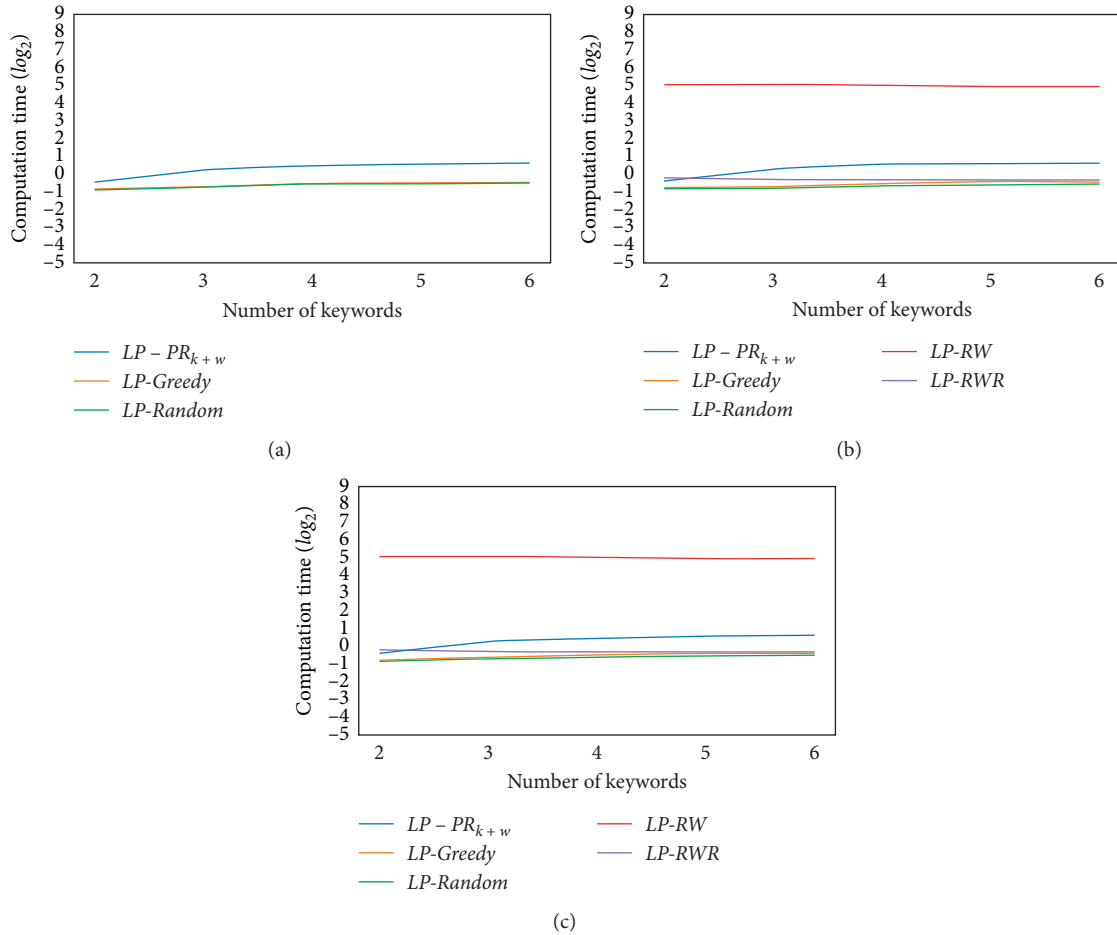 Computation time (log₂)
9
8
7
6
5
4
3
2
1
0
–1
–2
–3
–4
–5
2 3 4 5 6
Number of keywords
LP – PRₖ ₊ w
LP-Greedy
LP-Random
(a)
Computation time (log₂)
9
8
7
6
5
4
3
2
1
0
–1
–2
–3
–4
–5
2 3 4 5 6
Number of keywords
LP – PRₖ ₊ w LP-RW
LP-Greedy LP-RWR
LP-Random
(b)
Computation time (log₂)
9
8
7
6
5
4
3
2
1
0
–1
–2
–3
–4
–5
2 3 4 5 6
Number of keywords
LP – PRₖ ₊ w LP-RW
LP-Greedy LP-RWR
LP-Random
(c)